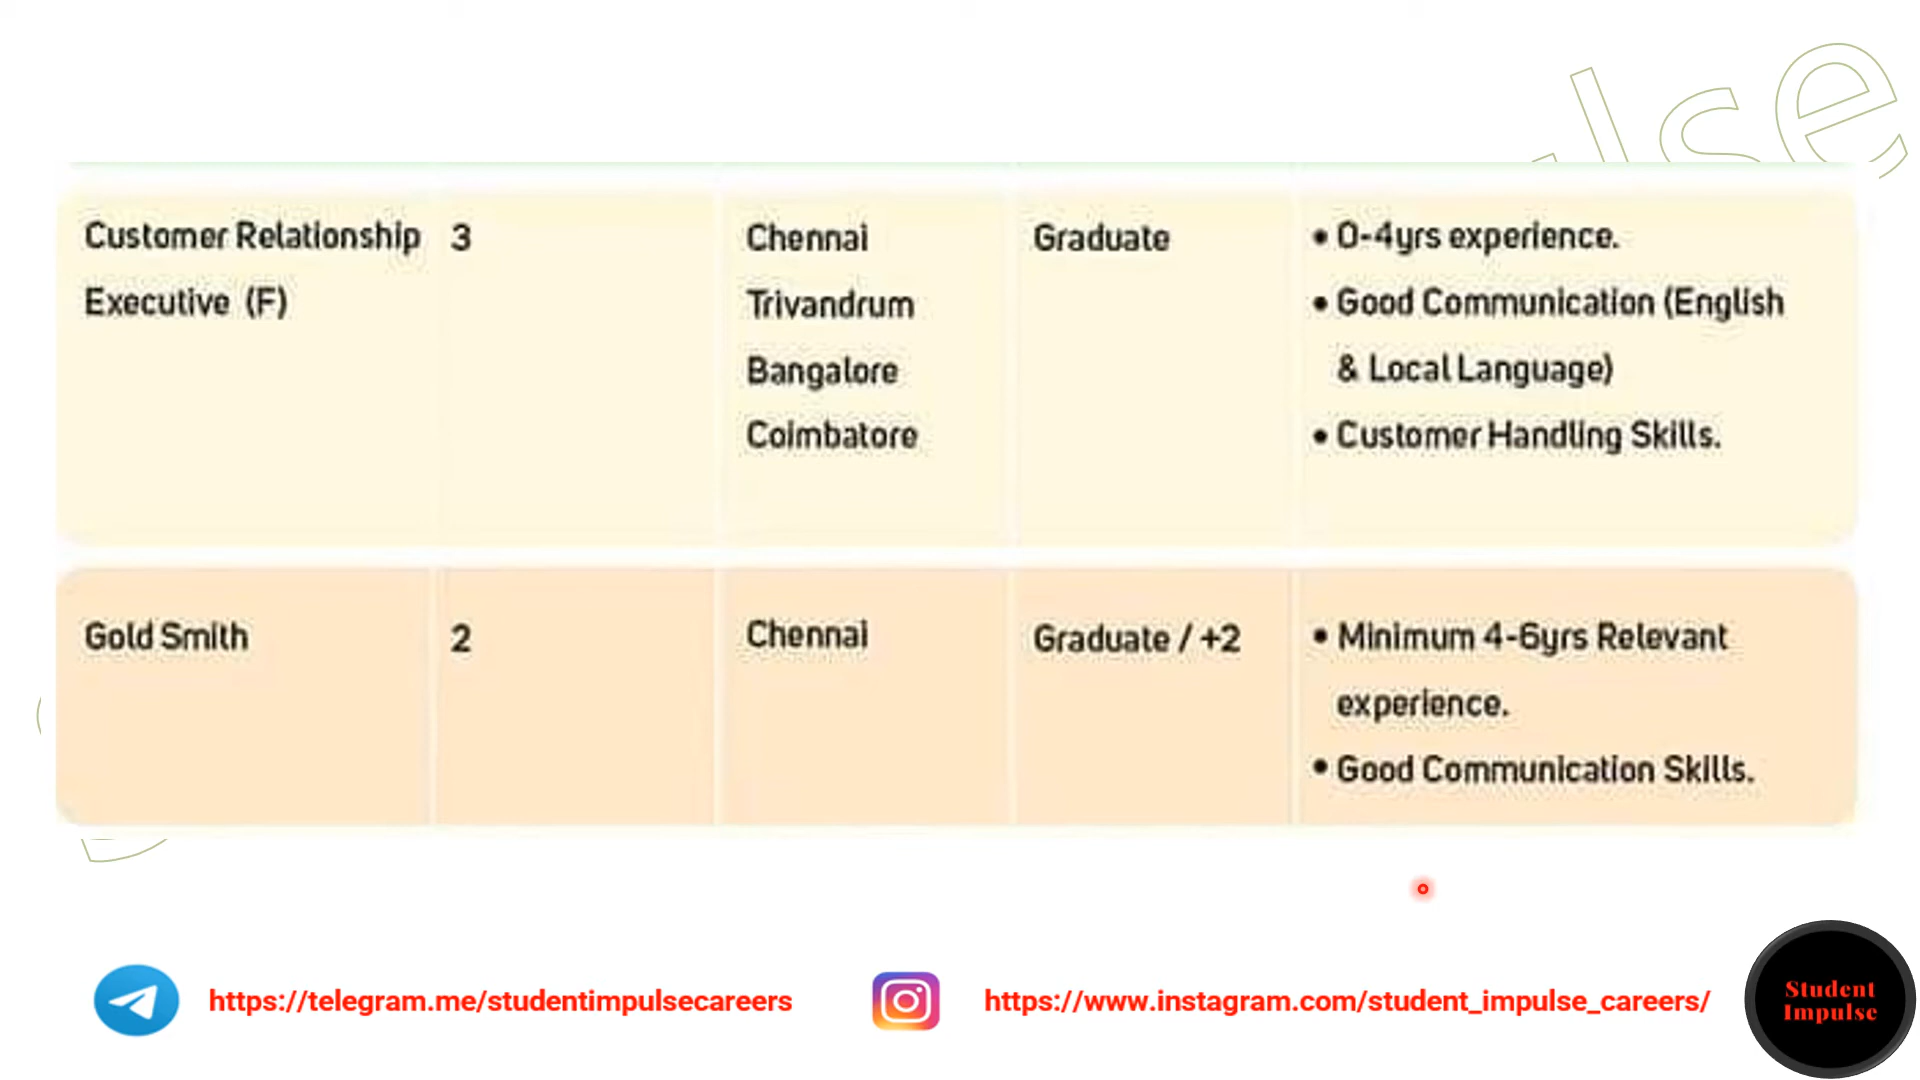 lse
Customer Relationship 3 Chennai Graduate • 0-4yrs experience.
Executive (F) Trivandrum • Good Communication (English
Bangalore & Local Language)
Coimbatore • Customer Handling Skills.
Gold Smith 2 Chennai Graduate / +2 • Minimum 4-6yrs Relevant
experience.
• Good Communication Skills.
https://telegram.me/studentimpulsecareers https://www.instagram.com/student_impulse_careers/
Student
Impulse